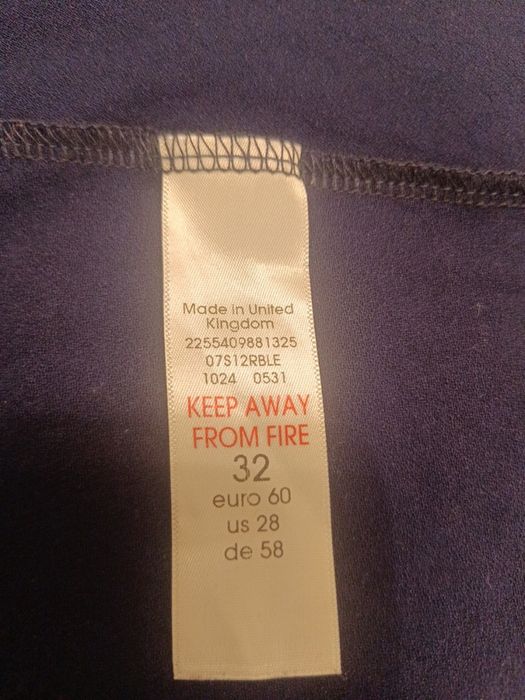 Made in United
Kingdom
2255409881325
07S12RBLE
1024 0531
KEEP AWAY
FROM FIRE
32
euro 60
us 28
de 58